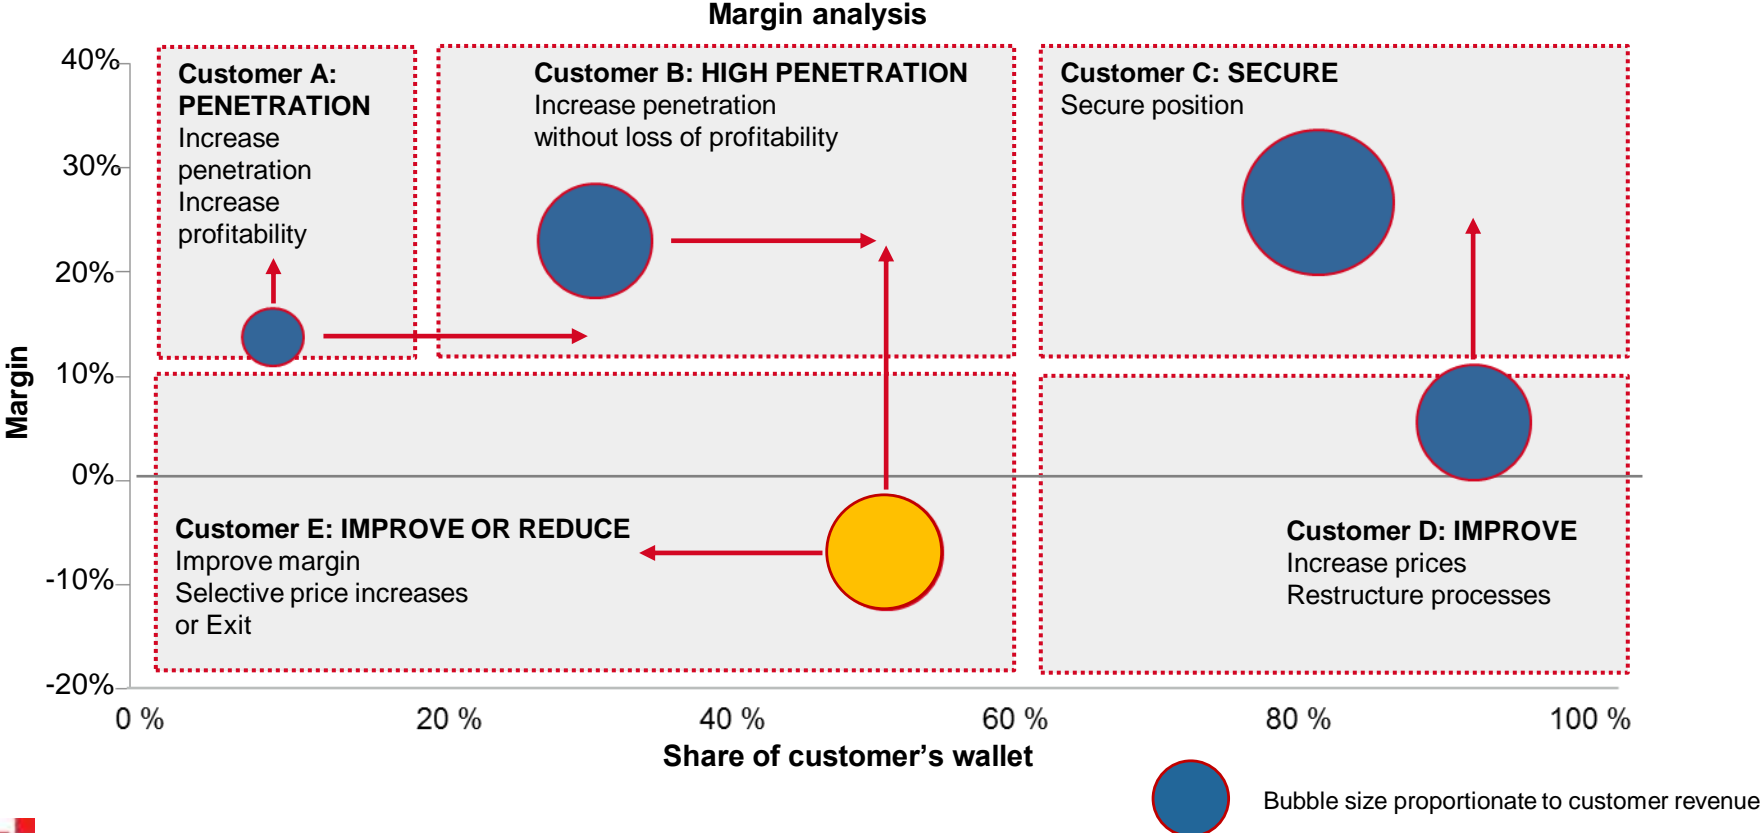 Margin analysis
40%
30%
20%
10%
0%
-10%
-20%
Margin
Customer A:
PENETRATION
Increase
penetration
Increase
profitability
Customer B: HIGH PENETRATION
Increase penetration
without loss of profitability
Customer C: SECURE
Secure position
Customer E: IMPROVE OR REDUCE
Improve margin
Selective price increases
or Exit
Customer D: IMPROVE
Increase prices
Restructure processes
0 %
20 %
40 %
60 %
80 %
100 %
Share of customer’s wallet
Bubble size proportionate to customer revenue